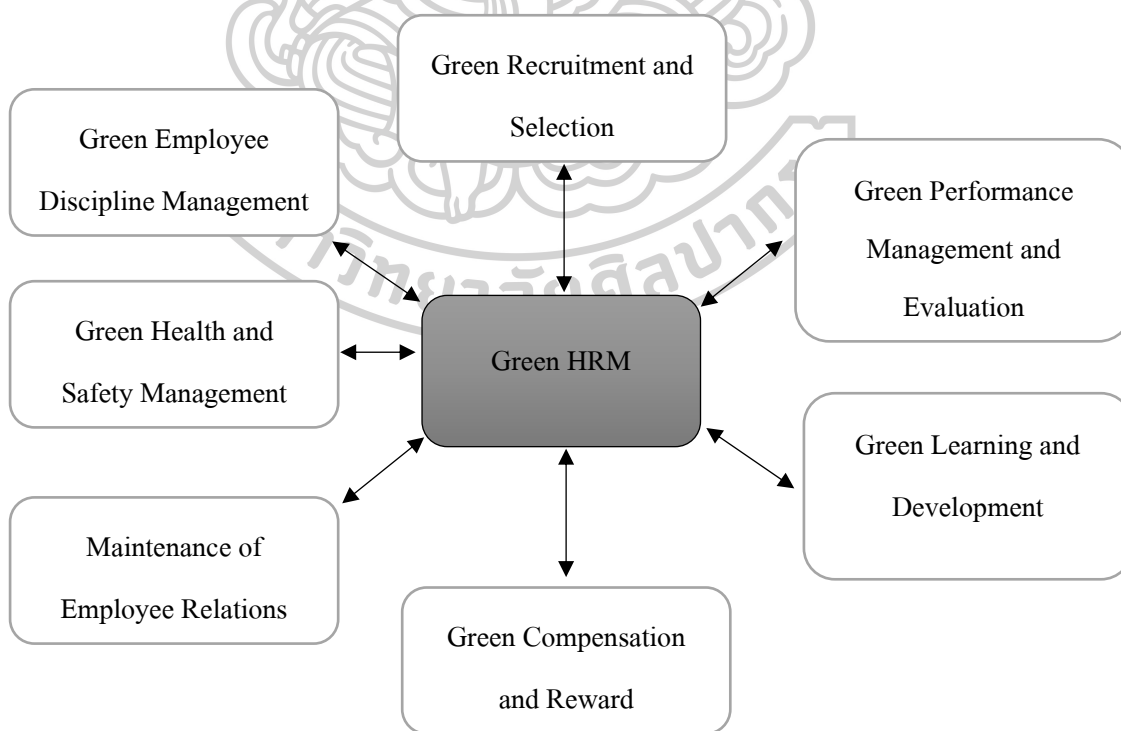 Green Recruitment and
Selection
Green Employee
Discipline Management
Green Performance
Management and
Evaluation
Green Health and
Safety Management
Green HRM
Green Learning and
Development
Maintenance of
Employee Relations
Green Compensation
and Reward